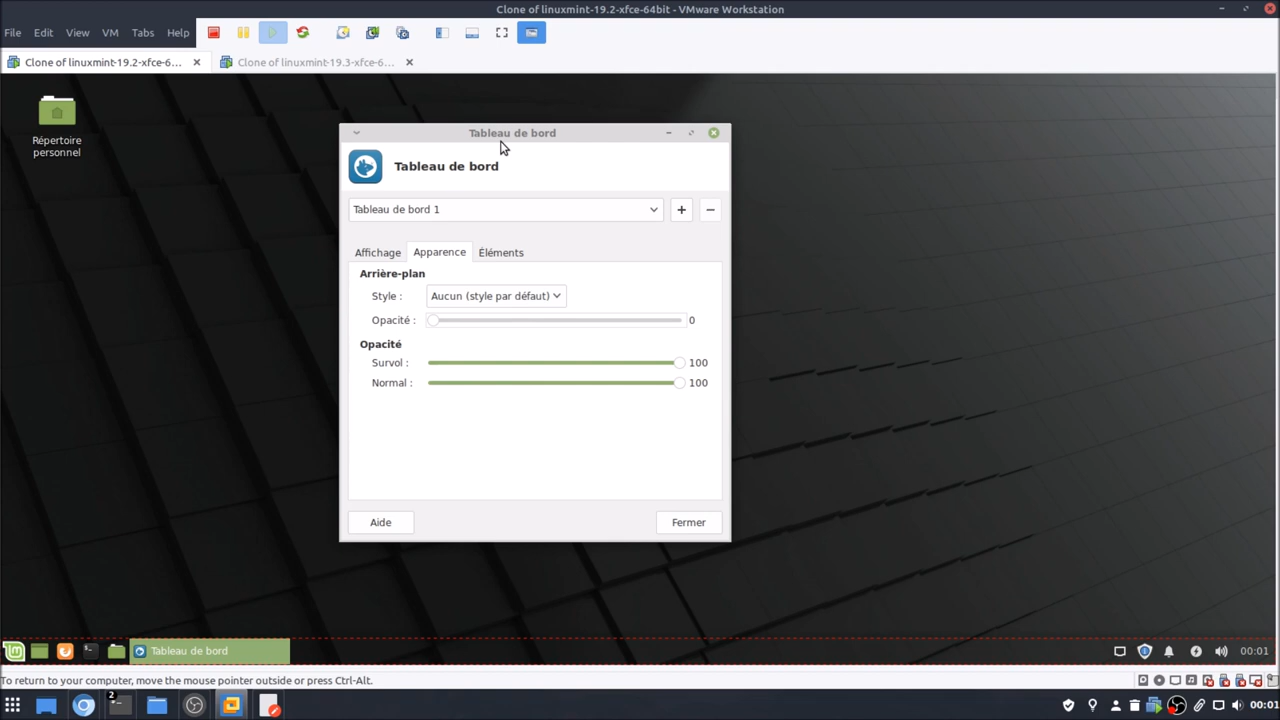 Clone of linuxmint-19.2-xfce-64bit - VMware Workstation
File Edit View VM Tabs Help
Clone of linuxmint-19.2-xfce-6... Clone of linuxmint-19.3-xfce-6...
Répertoire
personnel
Tableau de bord
Tableau de bord
Tableau de bord 1
Affichage Apparence Éléments
Arrière-plan
Style : Aucun (style par défaut)
Opacité : 0
Opacité
Survol : 100
Normal : 100
Aide Fermer
Tableau de bord 00:01
To return to your computer, move the mouse pointer outside or press Ctrl-Alt.
2 00:01